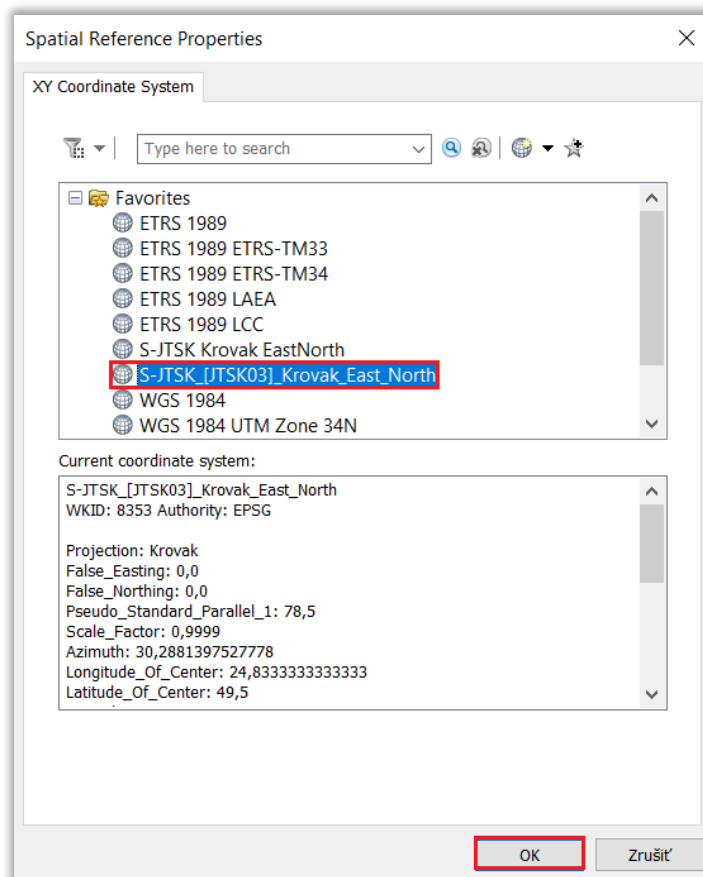 Spatial Reference Properties
XY Coordinate System
Type here to search
Favorites
ETRS 1989
ETRS 1989 ETRS-TM33
ETRS 1989 ETRS-TM34
ETRS 1989 LAEA
ETRS 1989 LCC
S-JTSK Krovak EastNorth
S-JTSK_[JTSK03]_Krovak_East_North
WGS 1984
WGS 1984 UTM Zone 34N
Current coordinate system:
S-JTSK_[JTSK03]_Krovak_East_North
WKID: 8353 Authority: EPSG
Projection: Krovak
False_Easting: 0,0
False_Northing: 0,0
Pseudo_Standard_Parallel_1: 78,5
Scale_Factor: 0,9999
Azimuth: 30,2881397527778
Longitude_Of_Center: 24,8333333333333
Latitude_Of_Center: 49,5
OK
Zrušiť